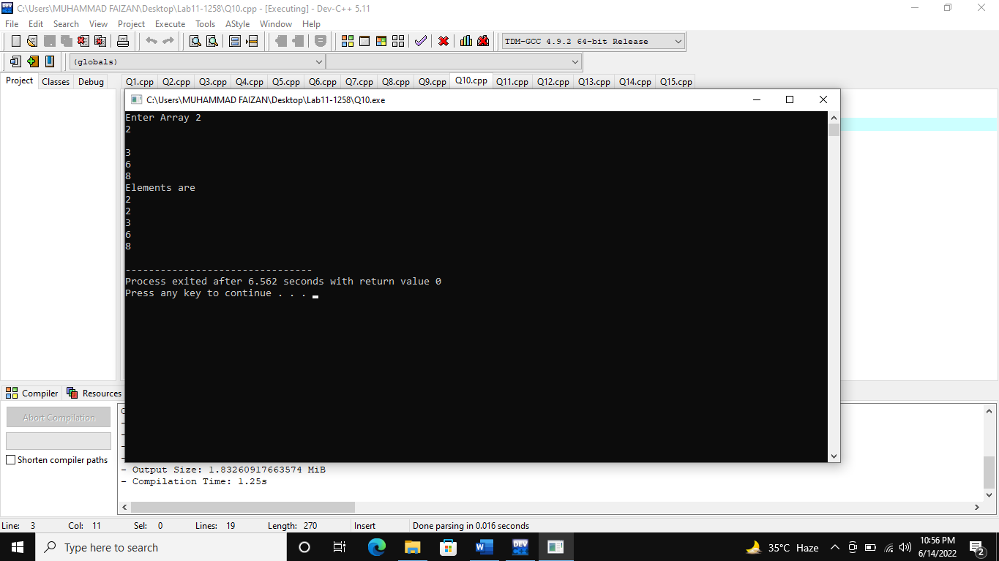 C:\Users\MUHAMMAD FAIZAN\Desktop\Lab11-1258\Q10.cpp - [Executing] - Dev-C++ 5.11
File Edit Search View Project Execute Tools AStyle Window Help
TDM-GCC 4.9.2 64-bit Release
(globals)
Project Classes Debug Q1.cpp Q2.cpp Q3.cpp Q4.cpp Q5.cpp Q6.cpp Q7.cpp Q8.cpp Q9.cpp Q10.cpp Q11.cpp Q12.cpp Q13.cpp Q14.cpp Q15.cpp
C:\Users\MUHAMMAD FAIZAN\Desktop\Lab11-1258\Q10.exe
Enter Array 2
2
3
6
8
Elements are
2
2
3
6
8
--------------------------------
Process exited after 6.562 seconds with return value 0
Press any key to continue . . .
Compiler Resources
Abort Compilation
Shorten compiler paths
- Output Size: 1.83260917663574 MiB
- Compilation Time: 1.25s
Line: 3 Col: 11 Sel: 0 Lines: 19 Length: 270 Insert Done parsing in 0.016 seconds
Type here to search
DEV
35°C Haze
10:56 PM
6/14/2022
2